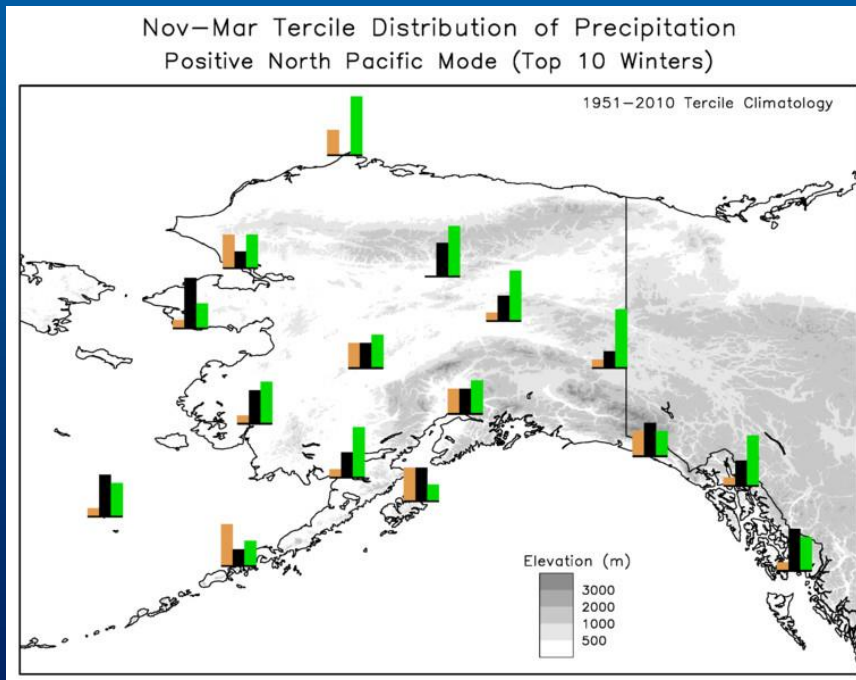 Nov–Mar Tercile Distribution of Precipitation
Positive North Pacific Mode (Top 10 Winters)
1951–2010 Tercile Climatology
Elevation (m)
3000
2000
1000
500